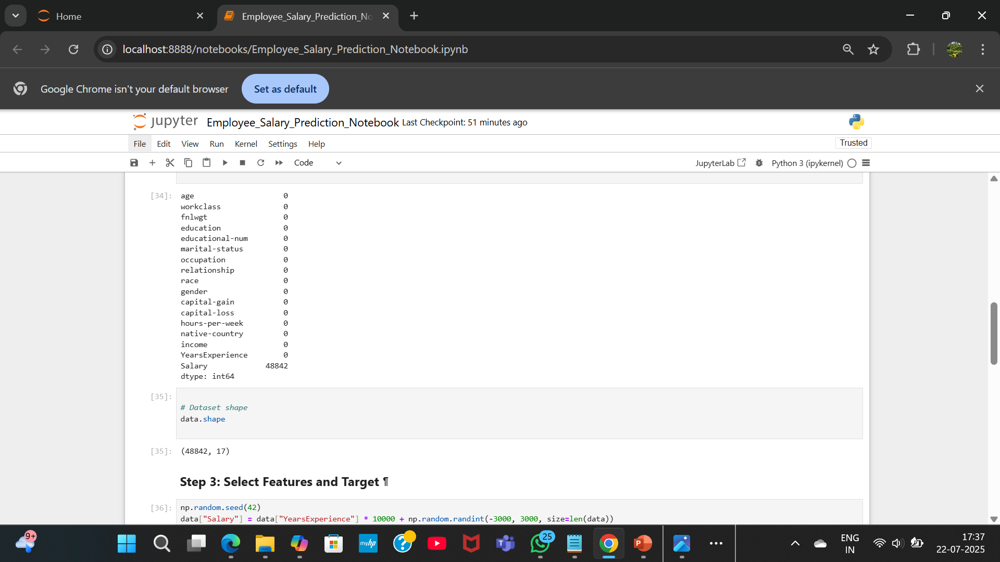 Home
Employee_Salary_Prediction_No
localhost:8888/notebooks/Employee_Salary_Prediction_Notebook.ipynb
Google Chrome isn't your default browser
Set as default
jupyter Employee_Salary_Prediction_Notebook Last Checkpoint: 51 minutes ago
File Edit View Run Kernel Settings Help
Trusted
Code
JupyterLab
Python 3 (ipykernel)
[34]: age 0
workclass 0
fnlwgt 0
education 0
educational-num 0
marital-status 0
occupation 0
relationship 0
race 0
gender 0
capital-gain 0
capital-loss 0
hours-per-week 0
native-country 0
income 0
YearsExperience 0
Salary 48842
dtype: int64
[35]:
# Dataset shape
data.shape
[35]: (48842, 17)
Step 3: Select Features and Target ¶
[36]: np.random.seed(42)
data["Salary"] = data["YearsExperience"] * 10000 + np.random.randint(-3000, 3000, size=len(data))
9+
myhp
?
T
25
P
ENG
IN
17:37
22-07-2025